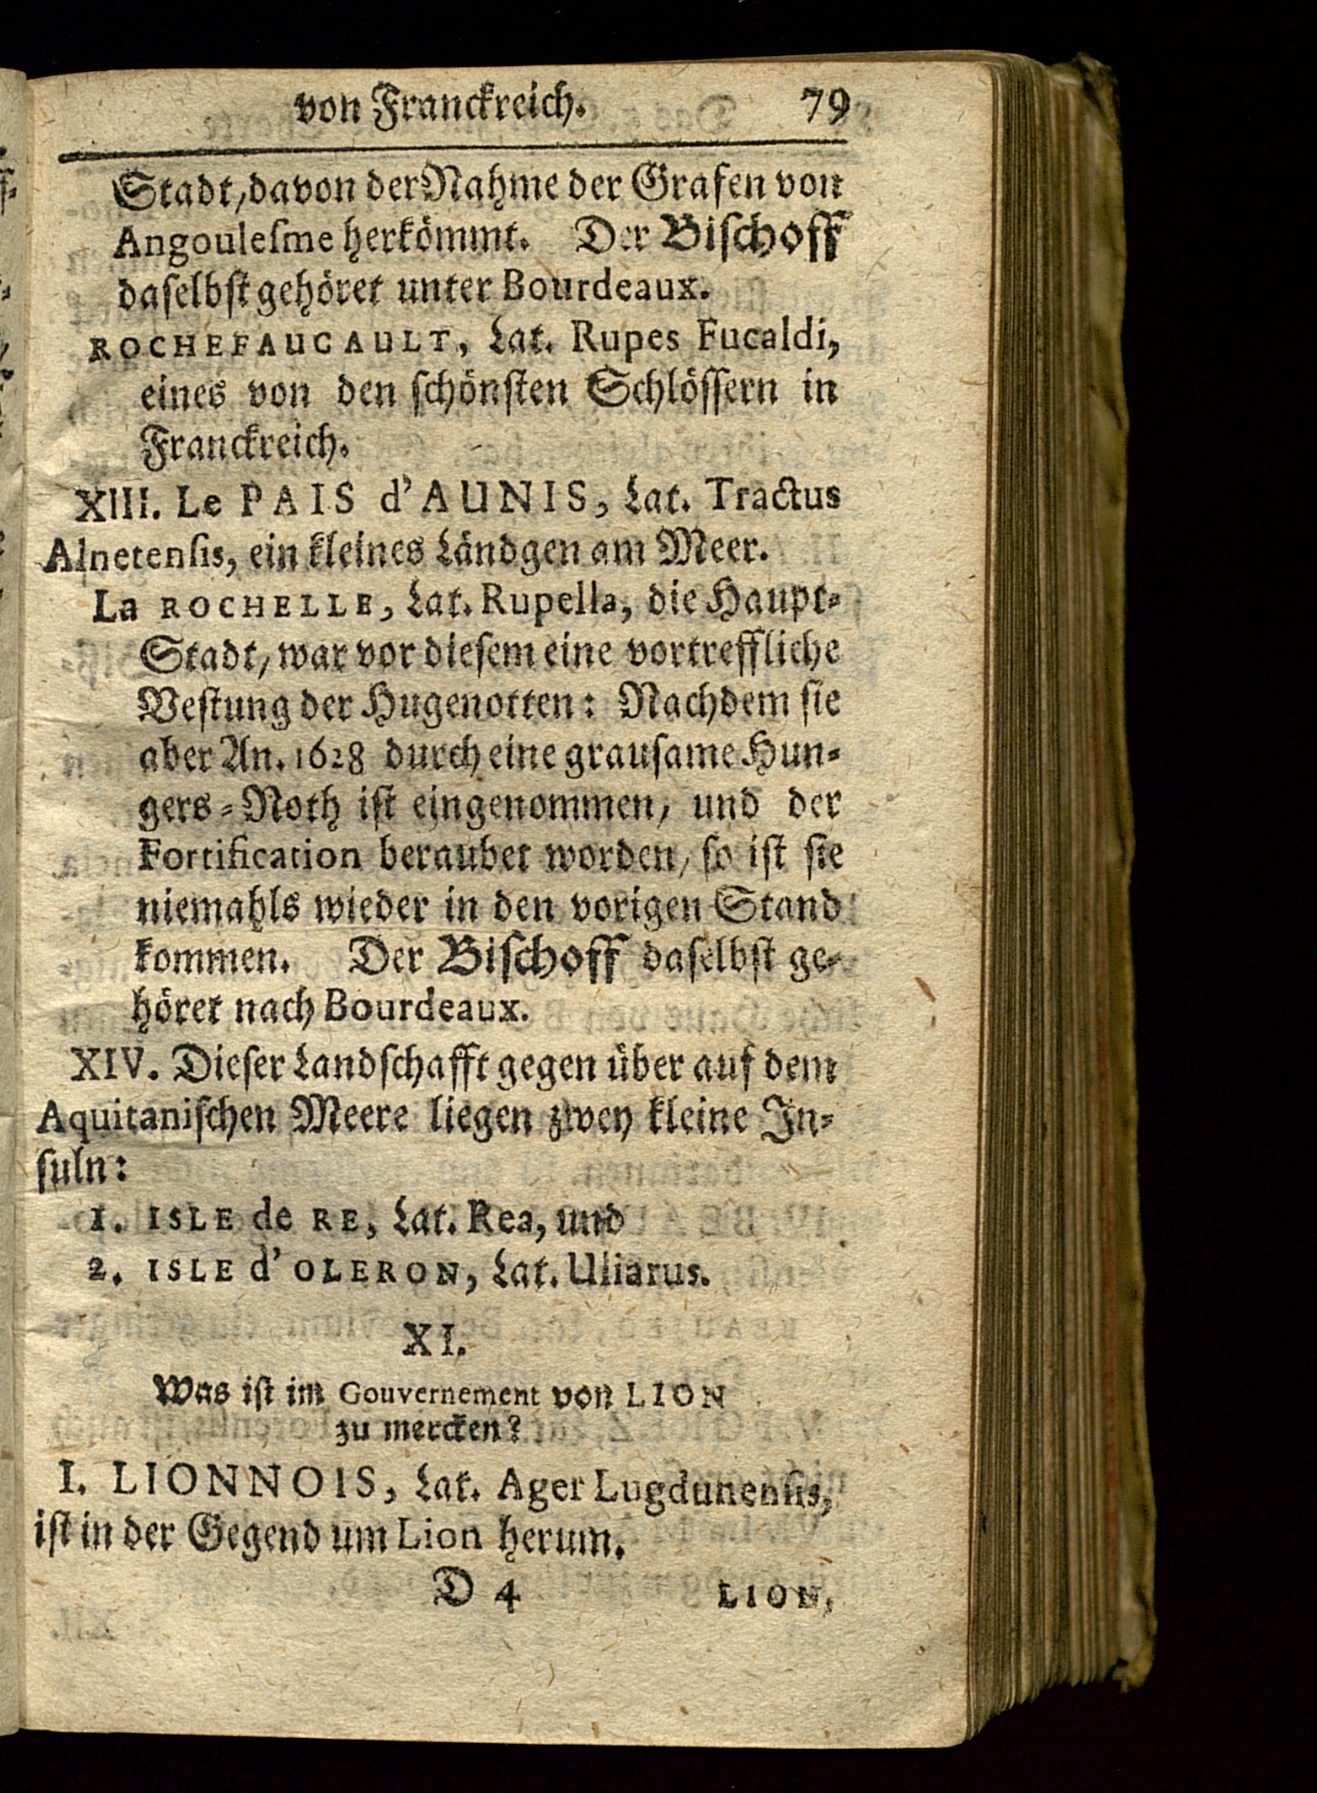 von Franckreich. 79
Stadt, davon der Nahme der Grafen von
Angoulesme herkömmt. Der Bischoff
daselbst gehöret unter Bourdeaux.
ROCHEFAUCAULT, Lat. Rupes Fucaldi,
eines von den schönsten Schlössern in
Franckreich.
XIII. Le PAIS d'AUNIS, Lat. Tractus
Alnetensis, ein kleines Ländgen am Meer.
La ROCHELLE, Lat. Rupella, die Haupt-
Stadt, war vor diesem eine vortreffliche
Vestung der Hugenotten: Nachdem sie
aber An. 1628 durch eine grausame Hun-
gers-Noth ist eingenommen, und der
Fortification beraubet worden, so ist sie
niemahls wieder in den vorigen Stand
kommen. Der Bischoff daselbst ge-
höret nach Bourdeaux.
XIV. Dieser Landschafft gegen über auf dem
Aquitanischen Meere liegen zwey kleine In-
suln:
1. ISLE de RE, Lat. Rea, und
2. ISLE d'OLERON, Lat. Uliarus.
XI.
Was ist im Gouvernement von LION
zu mercken?
I. LIONNOIS, Lat. Ager Lugdunensis,
ist in der Gegend um Lion herum.
D 4 LION,